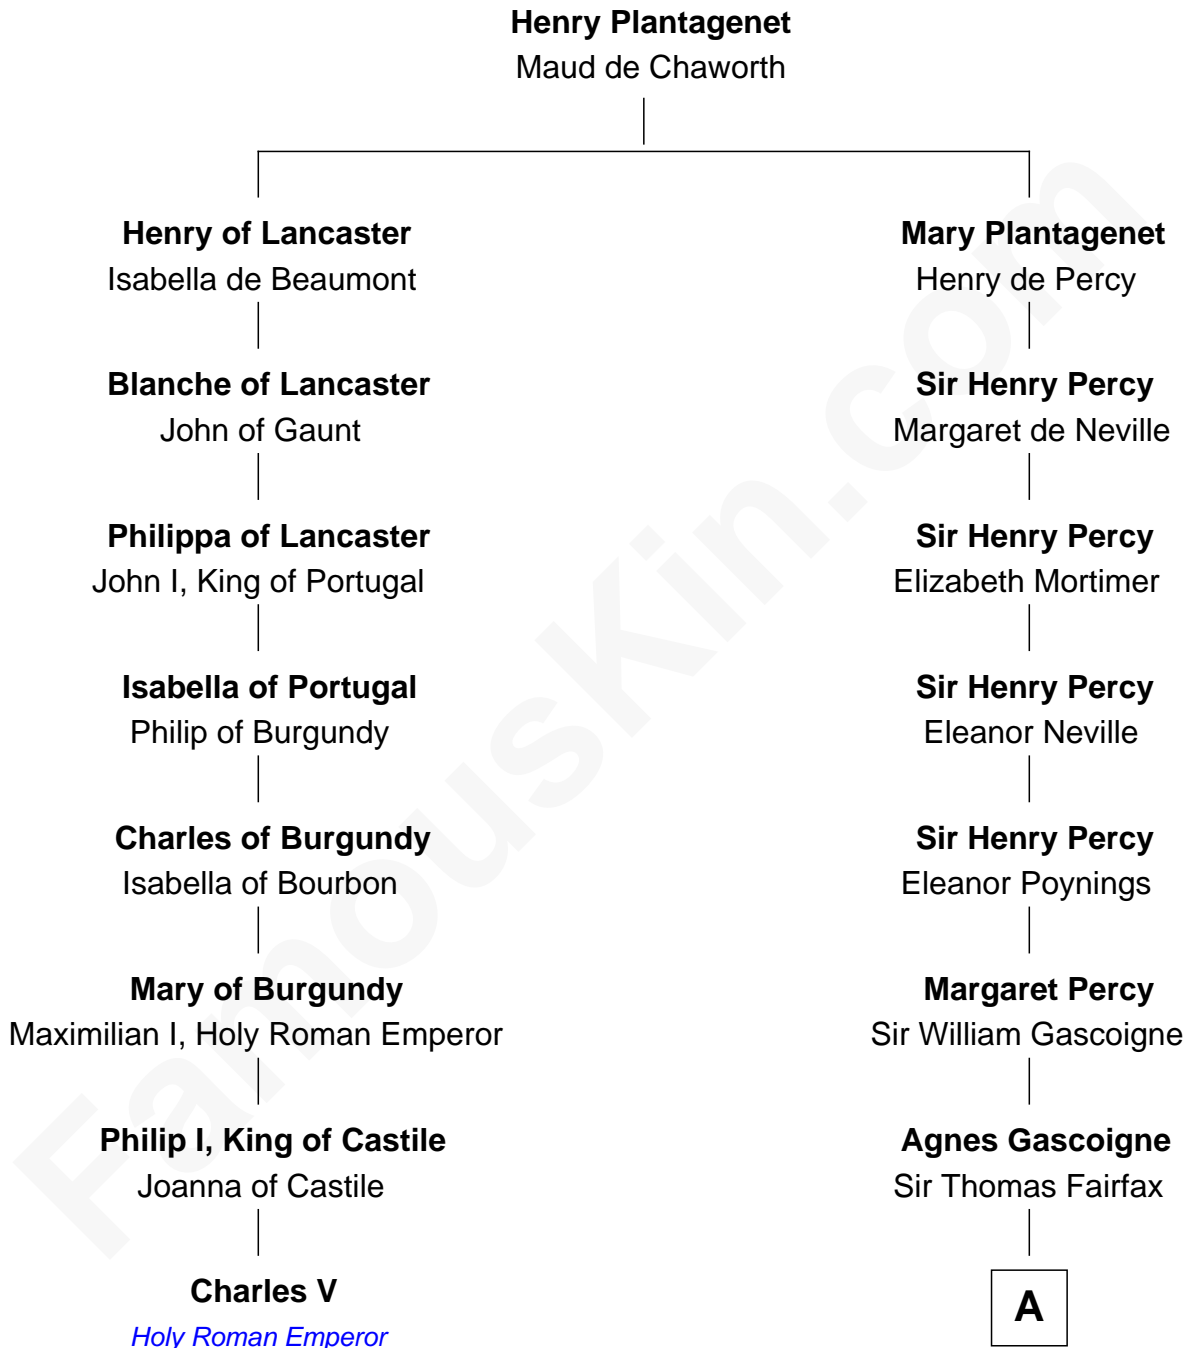 Henry Plantagenet
Maud de Chaworth
Henry of Lancaster
Isabella de Beaumont
Mary Plantagenet
Henry de Percy
Blanche of Lancaster
John of Gaunt
Sir Henry Percy
Margaret de Neville
Philippa of Lancaster
John I, King of Portugal
Sir Henry Percy
Elizabeth Mortimer
Isabella of Portugal
Philip of Burgundy
Sir Henry Percy
Eleanor Neville
Charles of Burgundy
Isabella of Bourbon
Sir Henry Percy
Eleanor Poynings
Mary of Burgundy
Maximilian I, Holy Roman Emperor
Margaret Percy
Sir William Gascoigne
Philip I, King of Castile
Joanna of Castile
Agnes Gascoigne
Sir Thomas Fairfax
Charles V
Holy Roman Emperor
A
FamousKin.com